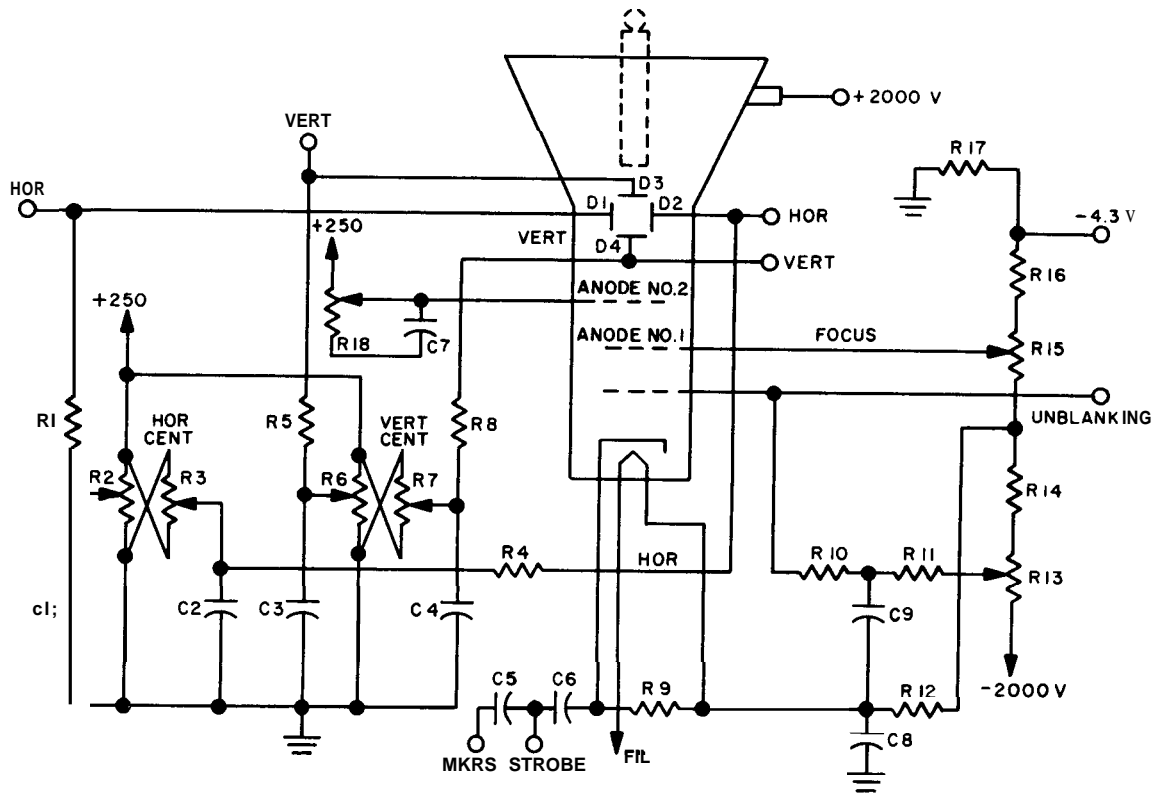 +2000 V
VERT
R17
HOR
D3
D1
D2
HOR
-4.3 V
+250
VERT
D4
VERT
R16
ANODE NO.2
+250
R18
C7
ANODE NO.1
FOCUS
R15
R1
HOR
CENT
R5
VERT
CENT
R8
UNBLANKING
R2
R3
R6
R7
R14
R4
HOR
R10
R11
R13
c1;
C2
C3
C4
C9
-2000 V
C5
C6
R9
R12
C8
MKRS
STROBE
FIL